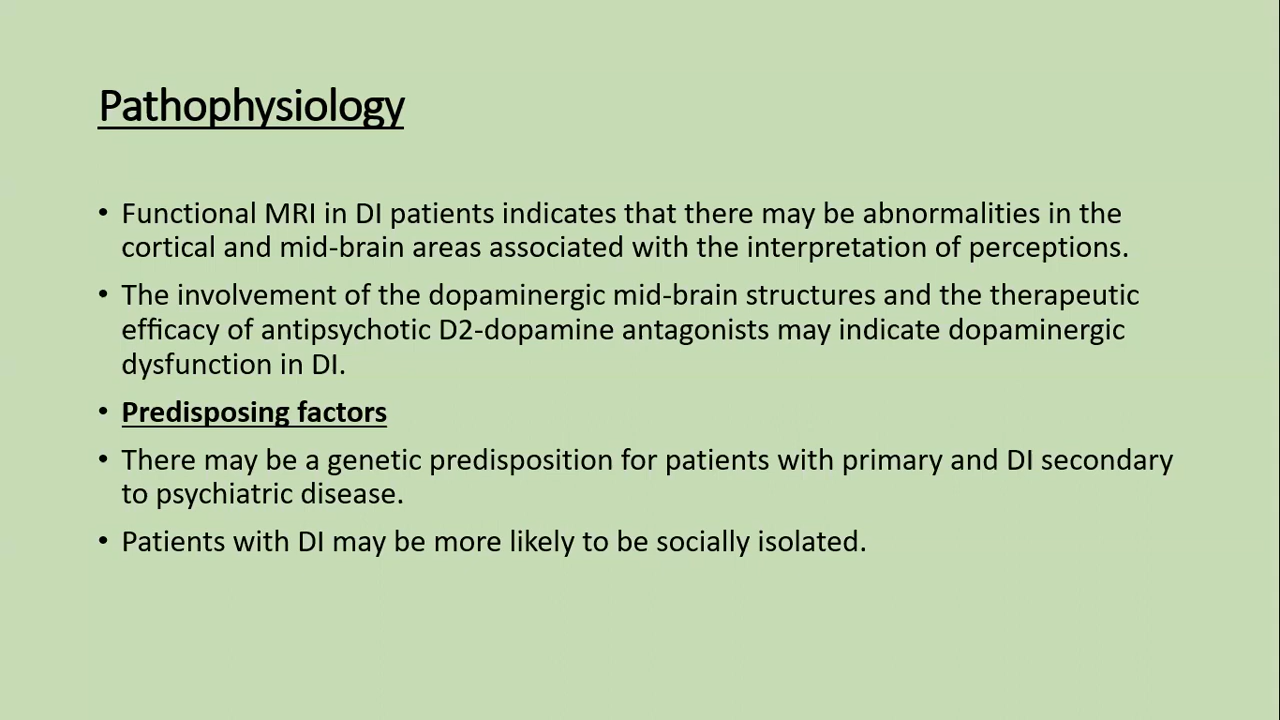 Pathophysiology
• Functional MRI in DI patients indicates that there may be abnormalities in the
cortical and mid-brain areas associated with the interpretation of perceptions.
• The involvement of the dopaminergic mid-brain structures and the therapeutic
efficacy of antipsychotic D2-dopamine antagonists may indicate dopaminergic
dysfunction in DI.
• Predisposing factors
• There may be a genetic predisposition for patients with primary and DI secondary
to psychiatric disease.
• Patients with DI may be more likely to be socially isolated.